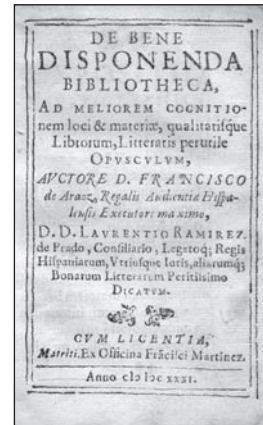 DE BENE
DISPONENDA
BIBLIOTHECA,
AD MELIOREM COGNITIO-
nem loci & materiæ, qualitatisque
Librorum, Litteratis perutile
OPVSCVLVM,
AVCTORE D. FRANCISCO
de Araoz, Regalis Audientiæ Hispa-
lensis Executore maximo,
D. D. LAVRENTIO RAMIREZ
de Prado, Consiliario, Legatoq; Regis
Hispaniarum, Vtriusque Iuris, aliarumq;
Bonarum Litterarum Peritissimo
DICATVM.
CVM LICENTIA,
Matriti. Ex Officina Frãcisci Martinez.
Anno cIɔ Iɔc xxxI.